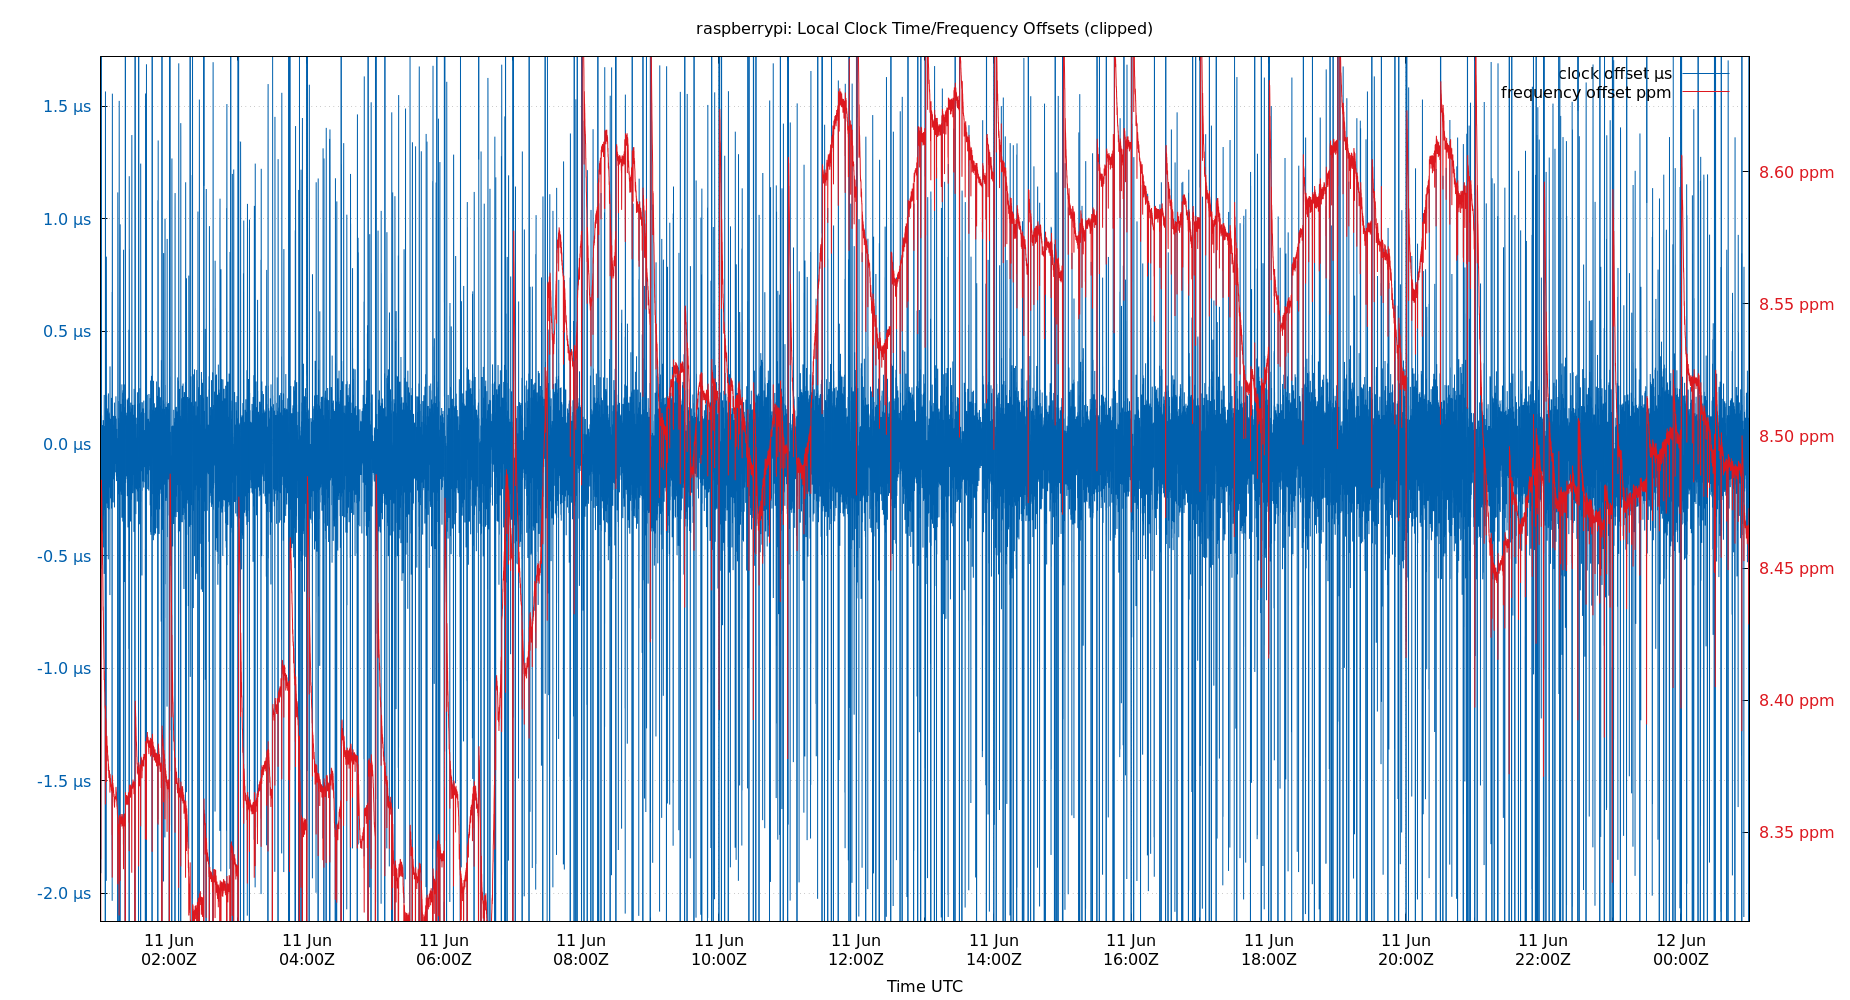 raspberrypi: Local Clock Time/Frequency Offsets (clipped)
clock offset µs
frequency offset ppm
1.5 µs
1.0 µs
0.5 µs
0.0 µs
-0.5 µs
-1.0 µs
-1.5 µs
-2.0 µs
8.60 ppm
8.55 ppm
8.50 ppm
8.45 ppm
8.40 ppm
8.35 ppm
11 Jun 11 Jun 11 Jun 11 Jun 11 Jun 11 Jun 11 Jun 11 Jun 11 Jun 11 Jun 11 Jun 12 Jun
02:00Z 04:00Z 06:00Z 08:00Z 10:00Z 12:00Z 14:00Z 16:00Z 18:00Z 20:00Z 22:00Z 00:00Z
Time UTC